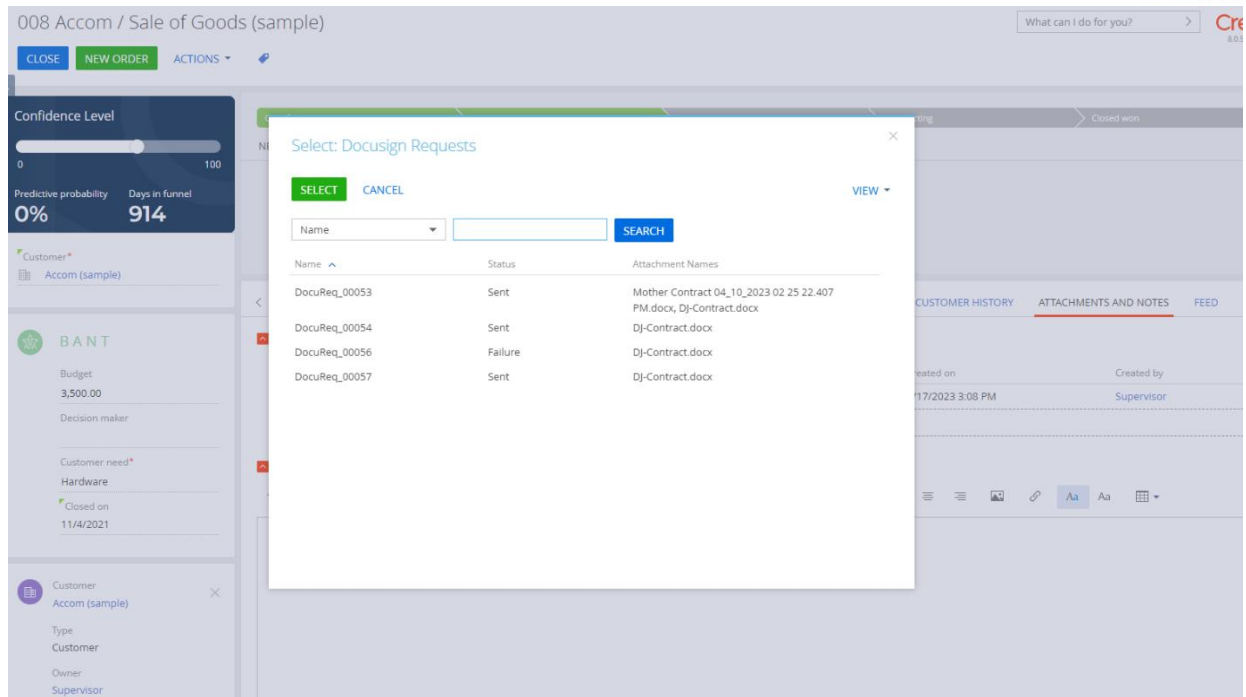 008 Accom / Sale of Goods (sample)
What can I do for you?
CLOSE NEW ORDER ACTIONS
Confidence Level
0 100
Predictive probability Days in funnel
0% 914
Customer*
Accom (sample)
BANT
Budget
3,500.00
Decision maker
Customer need*
Hardware
Closed on
11/4/2021
Customer
Accom (sample)
Type
Customer
Owner
Supervisor
Closed won
Select: Docusign Requests
SELECT CANCEL VIEW
Name SEARCH
Name Status Attachment Names
DocuReq_00053 Sent Mother Contract 04_10_2023 02 25 22.407
PM.docx, DJ-Contract.docx
DocuReq_00054 Sent DJ-Contract.docx
DocuReq_00056 Failure DJ-Contract.docx
DocuReq_00057 Sent DJ-Contract.docx
CUSTOMER HISTORY ATTACHMENTS AND NOTES FEED
Created by
17/2023 3:08 PM Supervisor
Aa Aa